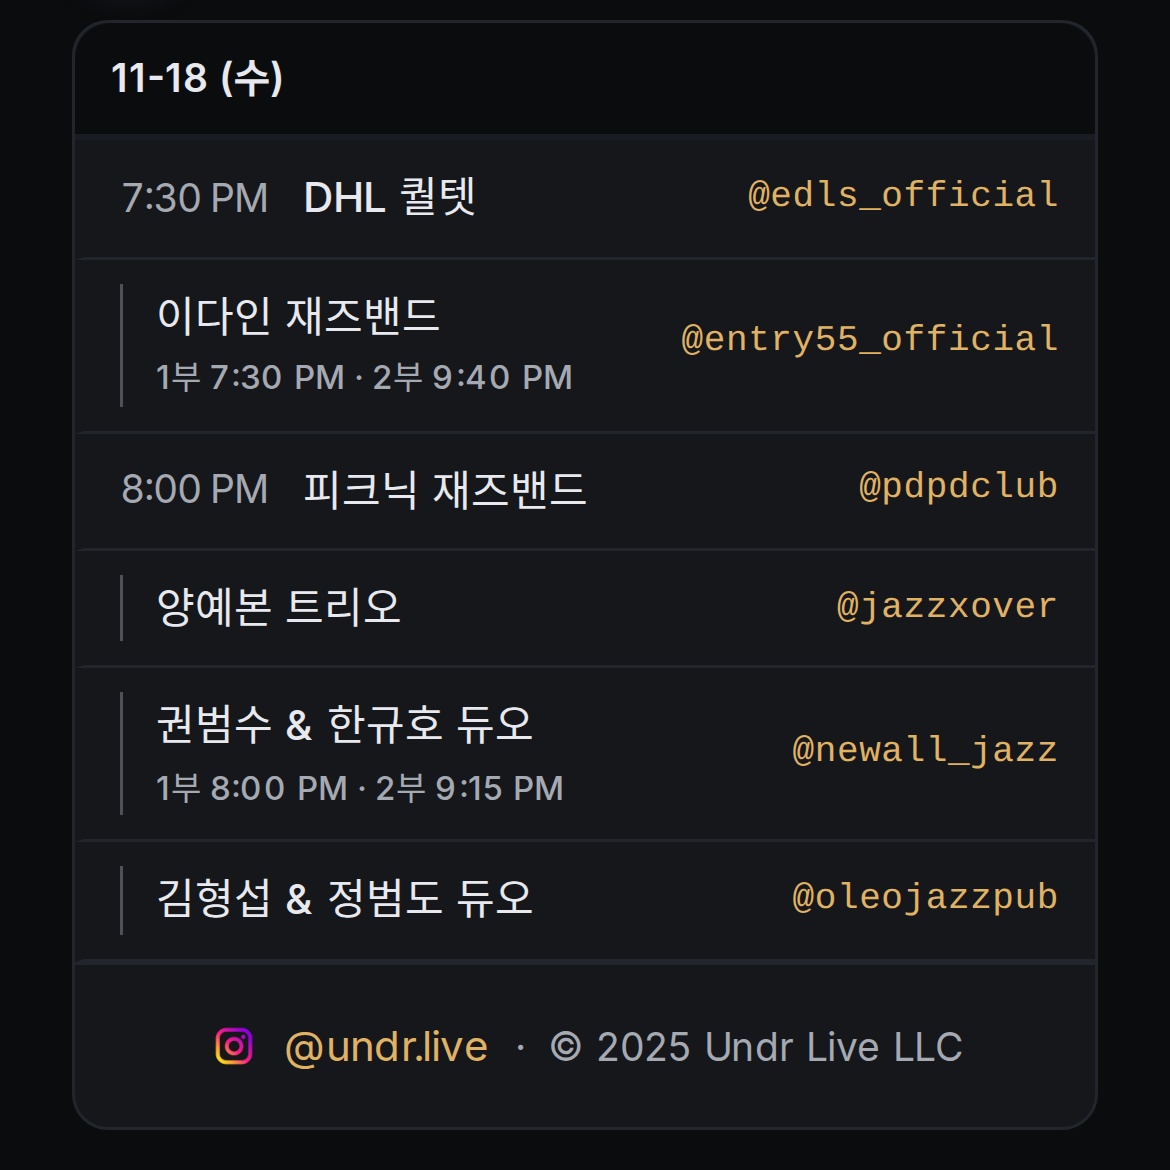 11-18 (수)
7:30 PM DHL 퀄텟 @edls_official
이다인 재즈밴드 @entry55_official
1부 7:30 PM · 2부 9:40 PM
8:00 PM 피크닉 재즈밴드 @pdpdclub
양예본 트리오 @jazzxover
권범수 & 한규호 듀오 @newall_jazz
1부 8:00 PM · 2부 9:15 PM
김형섭 & 정범도 듀오 @oleojazzpub
@undr.live · © 2025 Undr Live LLC